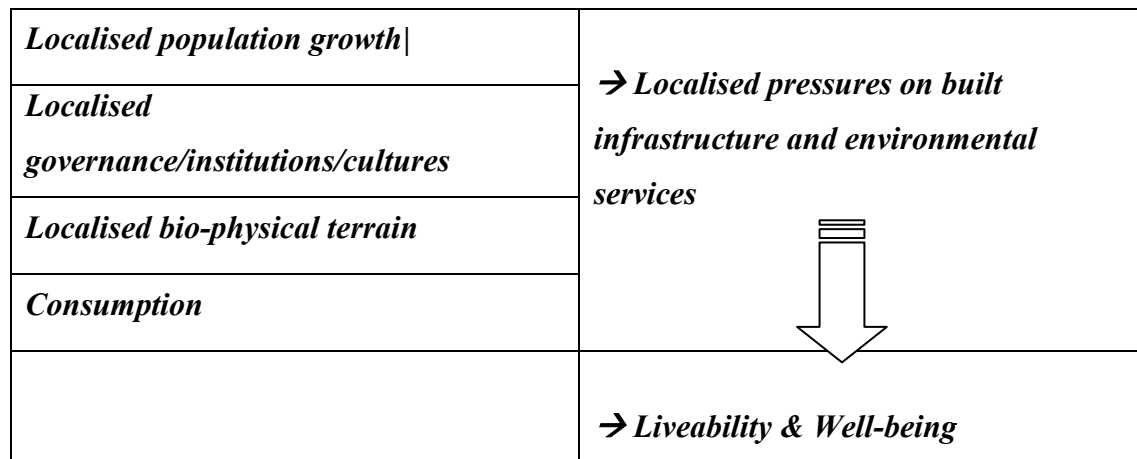 Localised population growth|
Localised
governance/institutions/cultures
Localised bio-physical terrain
Consumption
→ Localised pressures on built
infrastructure and environmental
services
→ Liveability & Well-being